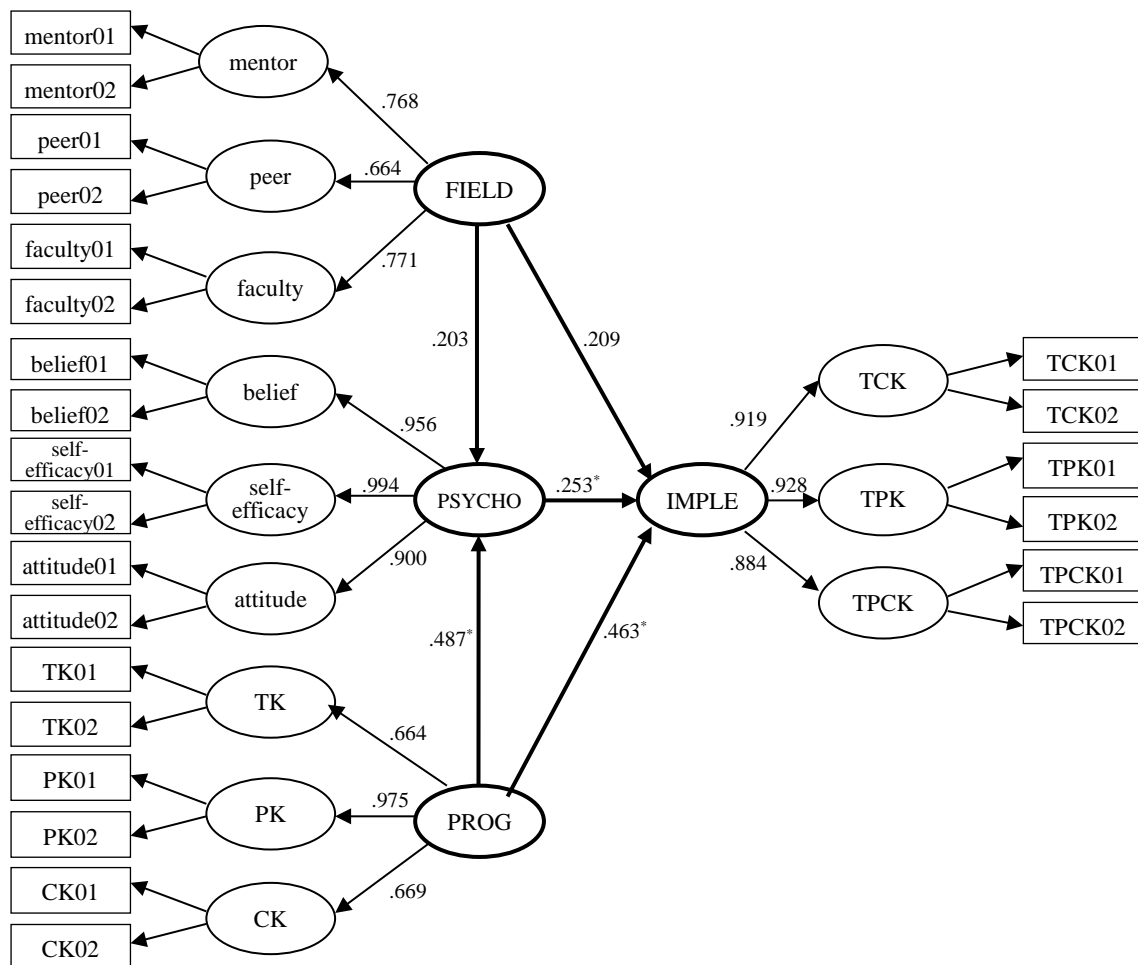 mentor01
mentor
mentor02
.768
peer01
peer
.664
FIELD
peer02
faculty01
.771
faculty
faculty02
.203
.209
belief01
belief
TCK
TCK01
belief02
.956
.919
TCK02
self-
efficacy01
self-
efficacy
.994
PSYCHO
.253*
IMPLE
.928
TPK
TPK01
self-
efficacy02
TPK02
attitude01
.900
.884
TPCK01
attitude
TPCK
attitude02
TPCK02
.487*
.463*
TK01
TK
TK02
.664
PK01
PK
.975
PROG
PK02
CK01
.669
CK
CK02